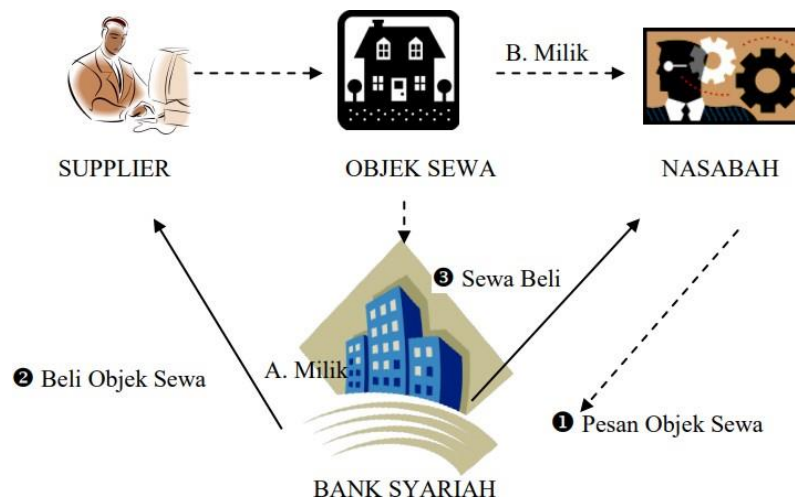 B. Milik
SUPPLIER
OBJEK SEWA
NASABAH
❸ Sewa Beli
A. Milik
❷ Beli Objek Sewa
❶ Pesan Objek Sewa
BANK SYARIAH